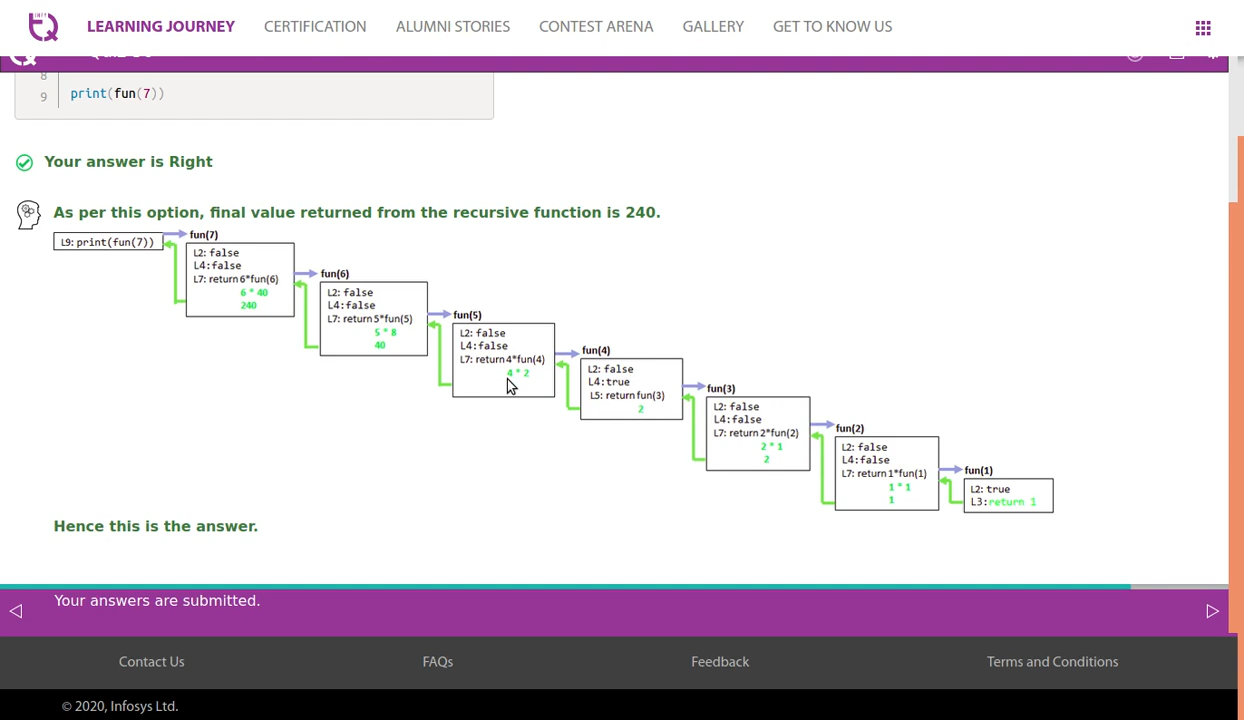 LEARNING JOURNEY CERTIFICATION ALUMNI STORIES CONTEST ARENA GALLERY GET TO KNOW US
8
9 print(fun(7))
Your answer is Right
As per this option, final value returned from the recursive function is 240.
L9: print(fun(7))
fun(7)
L2: false
L4:false
L7: return 6*fun(6)
6 * 40
240
fun(6)
L2: false
L4:false
L7: return 5*fun(5)
5 * 8
40
fun(5)
L2: false
L4:false
L7: return 4*fun(4)
4 * 2
fun(4)
L2: false
L4:true
L5: return fun(3)
2
fun(3)
L2: false
L4:false
L7: return 2*fun(2)
2 * 1
2
fun(2)
L2: false
L4:false
L7: return 1*fun(1)
1 * 1
1
fun(1)
L2: true
L3:return 1
Hence this is the answer.
Your answers are submitted.
Contact Us FAQs Feedback Terms and Conditions
© 2020, Infosys Ltd.